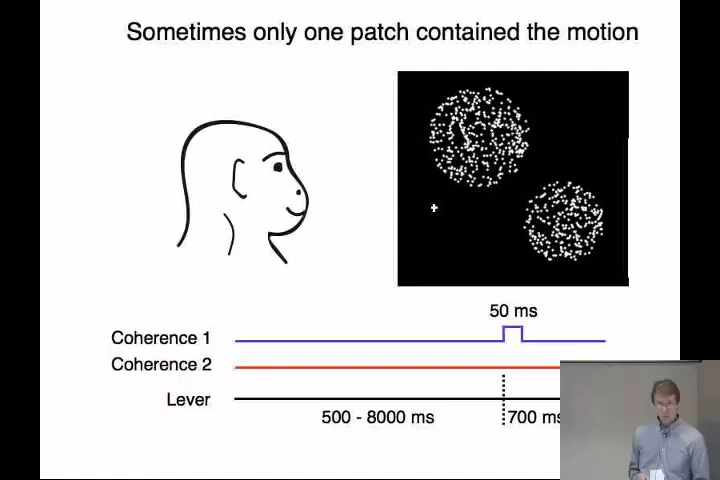 Sometimes only one patch contained the motion
50 ms
Coherence 1
Coherence 2
Lever
500 - 8000 ms
700 ms